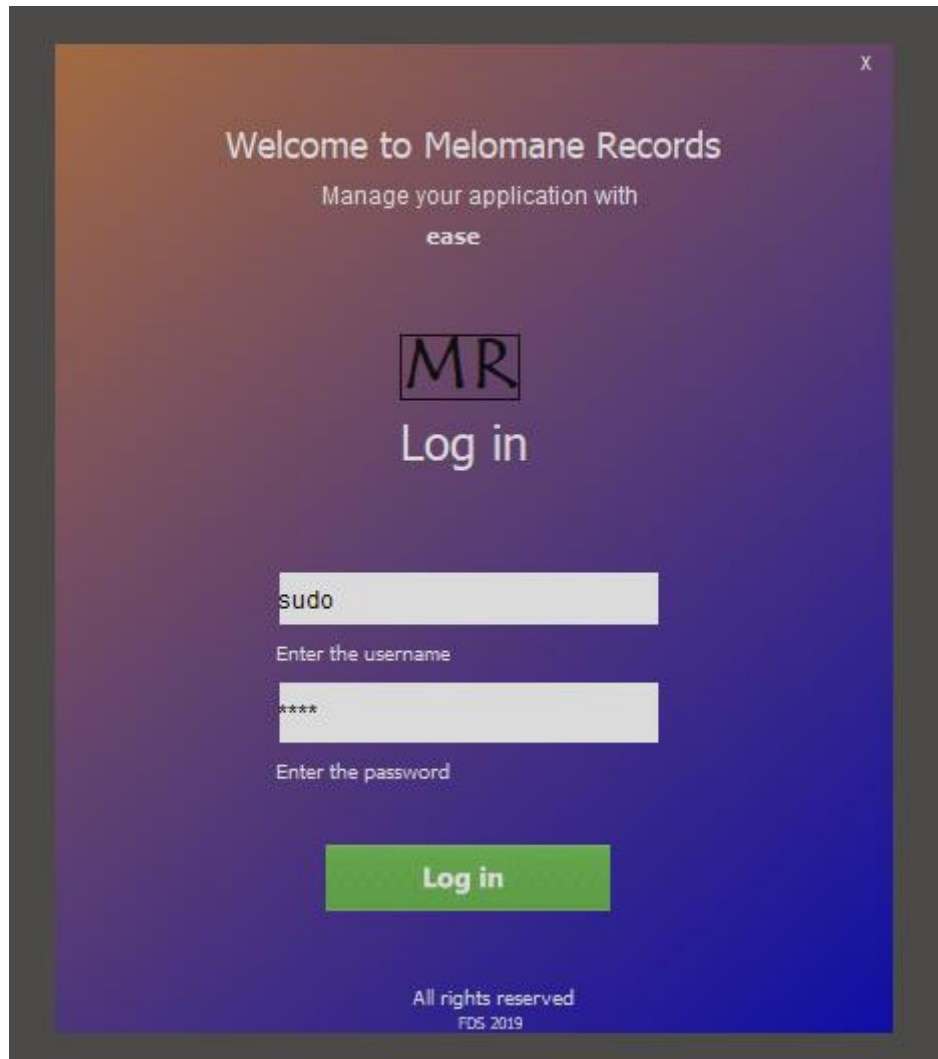 X
Welcome to Melomane Records
Manage your application with
ease
MR
Log in
sudo
Enter the username
****
Enter the password
Log in
All rights reserved
FDS 2019